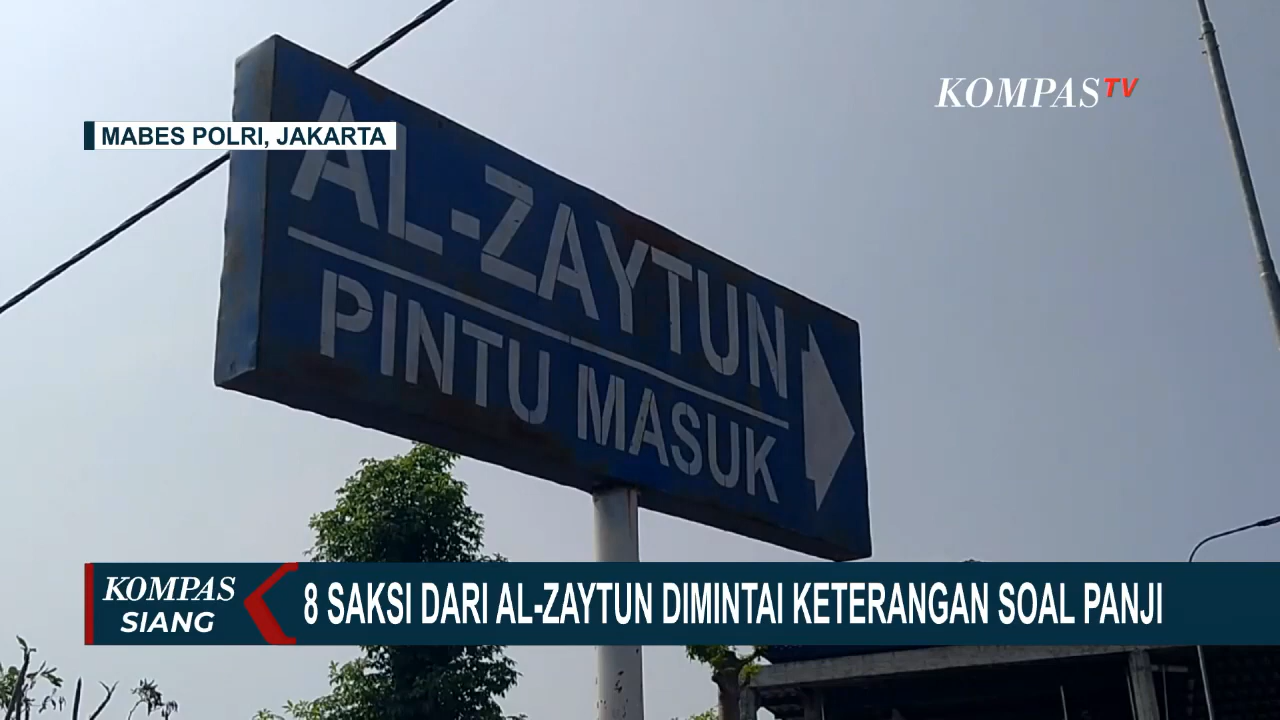 KOMPASTV
MABES POLRI, JAKARTA
AL-ZAYTUN
PINTU MASUK
KOMPAS
SIANG
8 SAKSI DARI AL-ZAYTUN DIMINTAI KETERANGAN SOAL PANJI